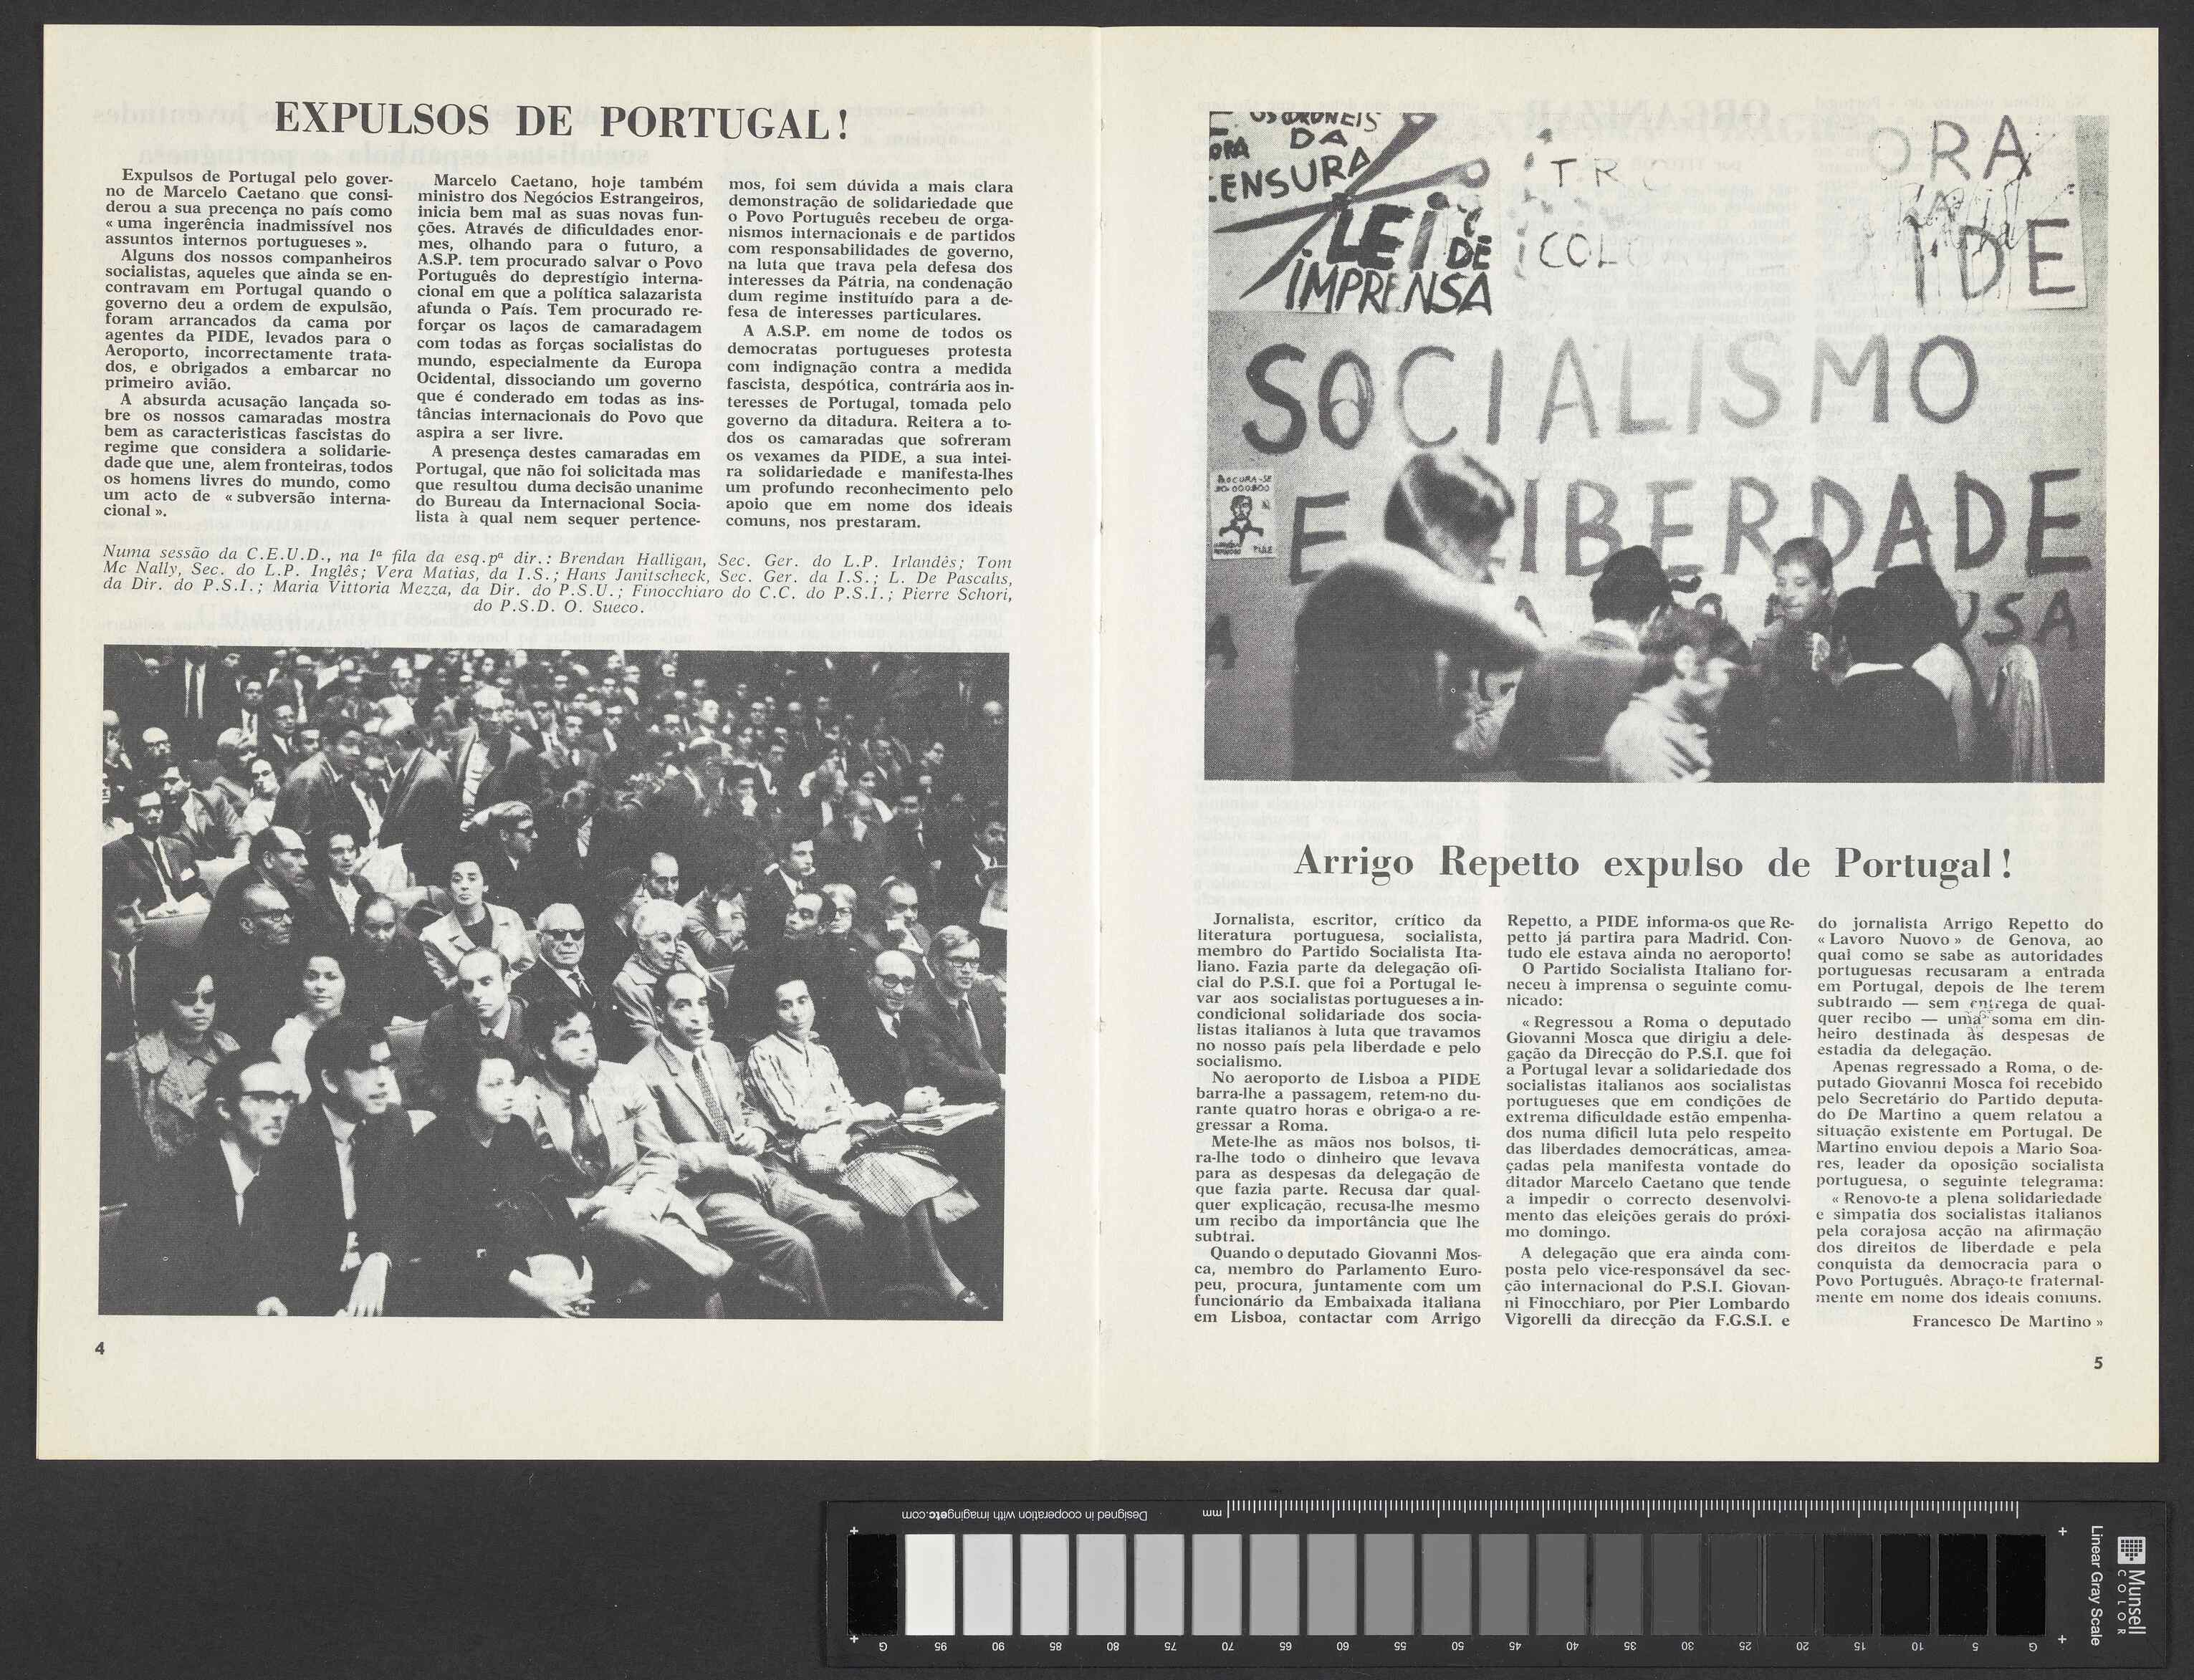 EXPULSOS DE PORTUGAL !
Expulsos de Portugal pelo gover-
no de Marcelo Caetano que consi-
derou a sua precença no país como
« uma ingerência inadmissível nos
assuntos internos portugueses ».
Alguns dos nossos companheiros
socialistas, aqueles que ainda se en-
contravam em Portugal quando o
governo deu a ordem de expulsão,
foram arrancados da cama por
agentes da PIDE, levados para o
Aeroporto, incorrectamente trata-
dos, e obrigados a embarcar no
primeiro avião.
A absurda acusação lançada so-
bre os nossos camaradas mostra
bem as caracteristicas fascistas do
regime que considera a solidarie-
dade que une, alem fronteiras, todos
os homens livres do mundo, como
um acto de « subversão interna-
cional ».
Marcelo Caetano, hoje também
ministro dos Negócios Estrangeiros,
inicia bem mal as suas novas fun-
ções. Através de dificuldades enor-
mes, olhando para o futuro, a
A.S.P. tem procurado salvar o Povo
Português do deprestígio interna-
cional em que a política salazarista
afunda o País. Tem procurado re-
forçar os laços de camaradagem
com todas as forças socialistas do
mundo, especialmente da Europa
Ocidental, dissociando um governo
que é conderado em todas as ins-
tâncias internacionais do Povo que
aspira a ser livre.
A presença destes camaradas em
Portugal, que não foi solicitada mas
que resultou duma decisão unanime
do Bureau da Internacional Socia-
lista à qual nem sequer pertence-
mos, foi sem dúvida a mais clara
demonstração de solidariedade que
o Povo Português recebeu de orga-
nismos internacionais e de partidos
com responsabilidades de governo,
na luta que trava pela defesa dos
interesses da Pátria, na condenação
dum regime instituído para a de-
fesa de interesses particulares.
A A.S.P. em nome de todos os
democratas portugueses protesta
com indignação contra a medida
fascista, despótica, contrária aos in-
teresses de Portugal, tomada pelo
governo da ditadura. Reitera a to-
dos os camaradas que sofreram
os vexames da PIDE, a sua intei-
ra solidariedade e manifesta-lhes
um profundo reconhecimento pelo
apoio que em nome dos ideais
comuns, nos prestaram.
Numa sessão da C.E.U.D., na 1ª fila da esq.pª dir.: Brendan Halligan, Sec. Ger. do L.P. Irlandés; Tom
Mc Nally, Sec. do L.P. Inglês; Vera Matias, da I.S.; Hans Janitscheck, Sec. Ger. da I.S.; L. De Pascalis,
da Dir. do P.S.I.; Maria Vittoria Mezza, da Dir. do P.S.U.; Finocchiaro do C.C. do P.S.I.; Pierre Schori,
do P.S.D. O. Sueco.
4
OS CORONEIS
DA
CENSURA
LEI DE
IMPRENSA
ORA
PIDE
SOCIALISMO
E LIBERDADE
PROCURA-SE
Arrigo Repetto expulso de Portugal !
Jornalista, escritor, crítico da
literatura portuguesa, socialista,
membro do Partido Socialista Ita-
liano. Fazia parte da delegação ofi-
cial do P.S.I. que foi a Portugal le-
var aos socialistas portugueses a in-
condicional solidariade dos socia-
listas italianos à luta que travamos
no nosso país pela liberdade e pelo
socialismo.
No aeroporto de Lisboa a PIDE
barra-lhe a passagem, retem-no du-
rante quatro horas e obriga-o a re-
gressar a Roma.
Mete-lhe as mãos nos bolsos, ti-
ra-lhe todo o dinheiro que levava
para as despesas da delegação de
que fazia parte. Recusa dar qual-
quer explicação, recusa-lhe mesmo
um recibo da importância que lhe
subtrai.
Quando o deputado Giovanni Mos-
ca, membro do Parlamento Euro-
peu, procura, juntamente com um
funcionário da Embaixada italiana
em Lisboa, contactar com Arrigo
Repetto, a PIDE informa-os que Re-
petto já partira para Madrid. Con-
tudo ele estava ainda no aeroporto!
O Partido Socialista Italiano for-
neceu à imprensa o seguinte comu-
nicado:
« Regressou a Roma o deputado
Giovanni Mosca que dirigiu a dele-
gação da Direcção do P.S.I. que foi
a Portugal levar a solidariedade dos
socialistas italianos aos socialistas
portugueses que em condições de
extrema dificuldade estão empenha-
dos numa dificil luta pelo respeito
das liberdades democráticas, amea-
çadas pela manifesta vontade do
ditador Marcelo Caetano que tende
a impedir o correcto desenvolvi-
mento das eleições gerais do próxi-
mo domingo.
A delegação que era ainda com-
posta pelo vice-responsável da sec-
ção internacional do P.S.I. Giovan-
ni Finocchiaro, por Pier Lombardo
Vigorelli da direcção da F.G.S.I. e
do jornalista Arrigo Repetto do
« Lavoro Nuovo » de Genova, ao
qual como se sabe as autoridades
portuguesas recusaram a entrada
em Portugal, depois de lhe terem
subtraido — sem entrega de qual-
quer recibo — uma soma em din-
heiro destinada às despesas de
estadia da delegação.
Apenas regressado a Roma, o de-
putado Giovanni Mosca foi recebido
pelo Secretário do Partido deputa-
do De Martino a quem relatou a
situação existente em Portugal. De
Martino enviou depois a Mario Soa-
res, leader da oposição socialista
portuguesa, o seguinte telegrama:
« Renovo-te a plena solidariedade
e simpatia dos socialistas italianos
pela corajosa acção na afirmação
dos direitos de liberdade e pela
conquista da democracia para o
Povo Português. Abraço-te fraternal-
mente em nome dos ideais comuns.
Francesco De Martino »
5
Designed in cooperation with imagingetc.com
mm
G 95 90 85 80 75 70 65 60 55 50 45 40 35 30 25 20 15 10 5 G
Linear Gray Scale
Munsell
COLOR